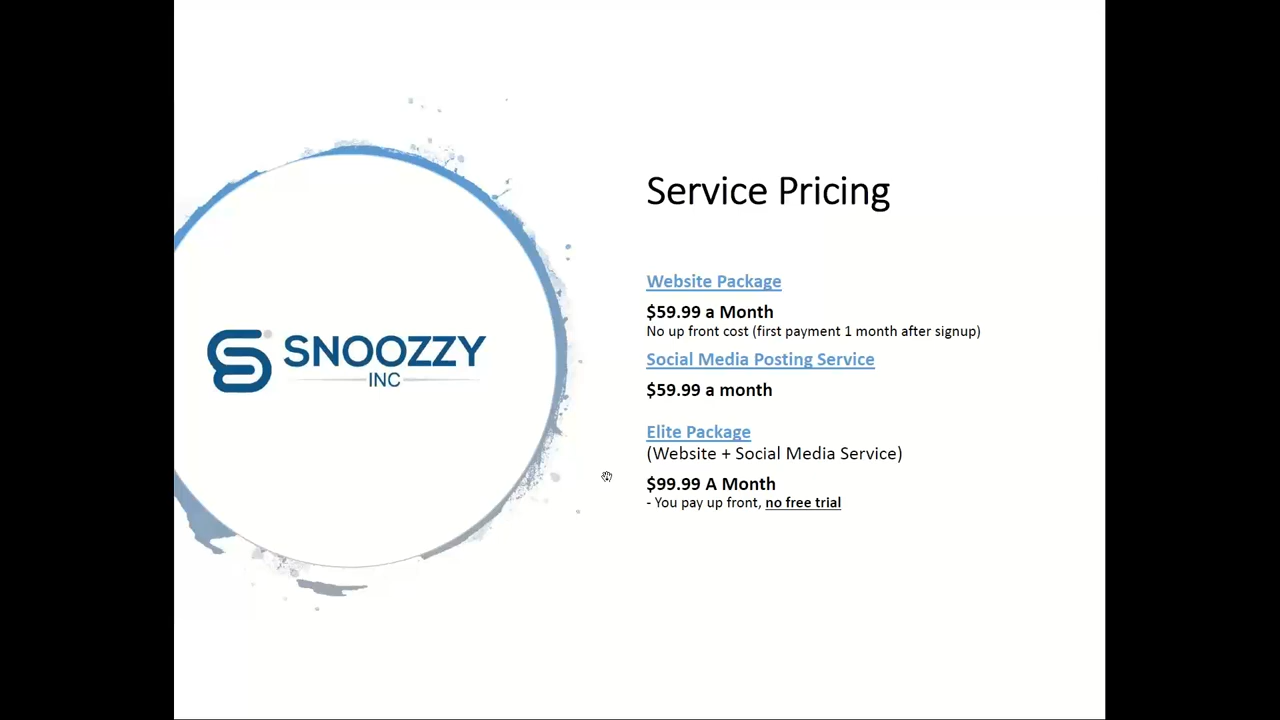 SNOOZZY
INC
Service Pricing
Website Package
$59.99 a Month
No up front cost (first payment 1 month after signup)
Social Media Posting Service
$59.99 a month
Elite Package
(Website + Social Media Service)
$99.99 A Month
- You pay up front, no free trial